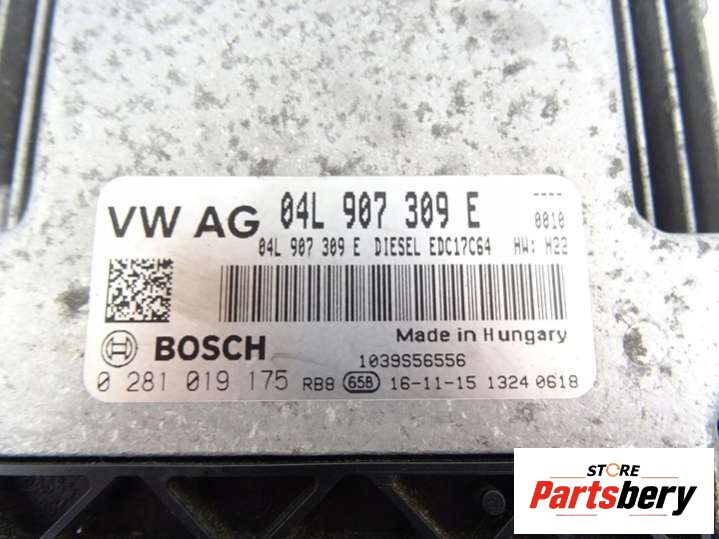 VW AG 04L 907 309 E ----
0010
04L 907 309 E DIESEL EDC17C64 HW: H22
Made in Hungary
BOSCH 1039S56556
0 281 019 175 RB8 658 16-11-15 1324 0618
STORE
Partsbery